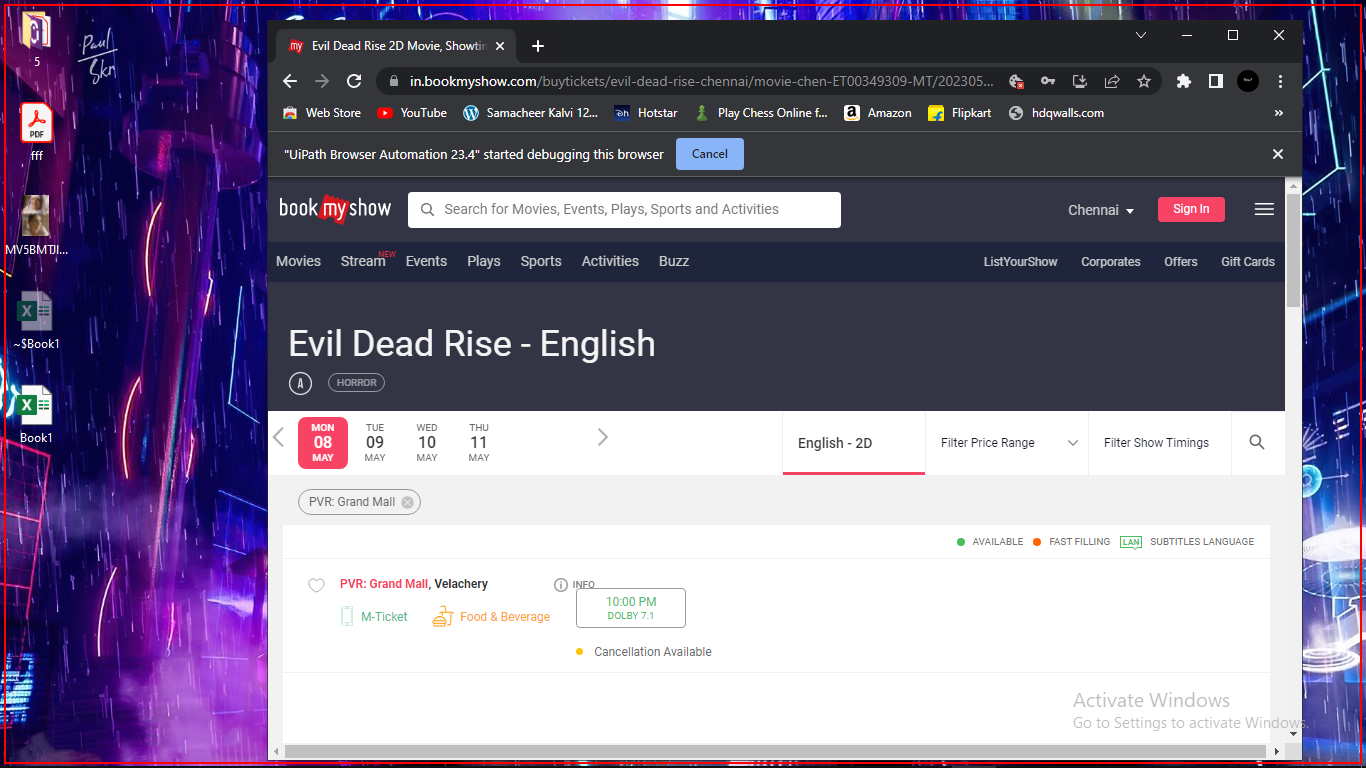 5
Paul
Skn
PDF
fff
MV5BMTJI...
~$Book1
Book1
my Evil Dead Rise 2D Movie, Showtin
in.bookmyshow.com/buytickets/evil-dead-rise-chennai/movie-chen-ET00349309-MT/202305...
Web Store YouTube Samacheer Kalvi 12... Hotstar Play Chess Online f... Amazon Flipkart hdqwalls.com »
"UiPath Browser Automation 23.4" started debugging this browser Cancel
book my show Search for Movies, Events, Plays, Sports and Activities Chennai Sign In
Movies Stream NEW Events Plays Sports Activities Buzz ListYourShow Corporates Offers Gift Cards
Evil Dead Rise - English
A HORROR
MON TUE WED THU
08 09 10 11
MAY MAY MAY MAY
English - 2D Filter Price Range Filter Show Timings
PVR: Grand Mall
AVAILABLE FAST FILLING LAN SUBTITLES LANGUAGE
PVR: Grand Mall, Velachery INFO
10:00 PM
DOLBY 7.1
M-Ticket Food & Beverage
Cancellation Available
Activate Windows
Go to Settings to activate Windows.